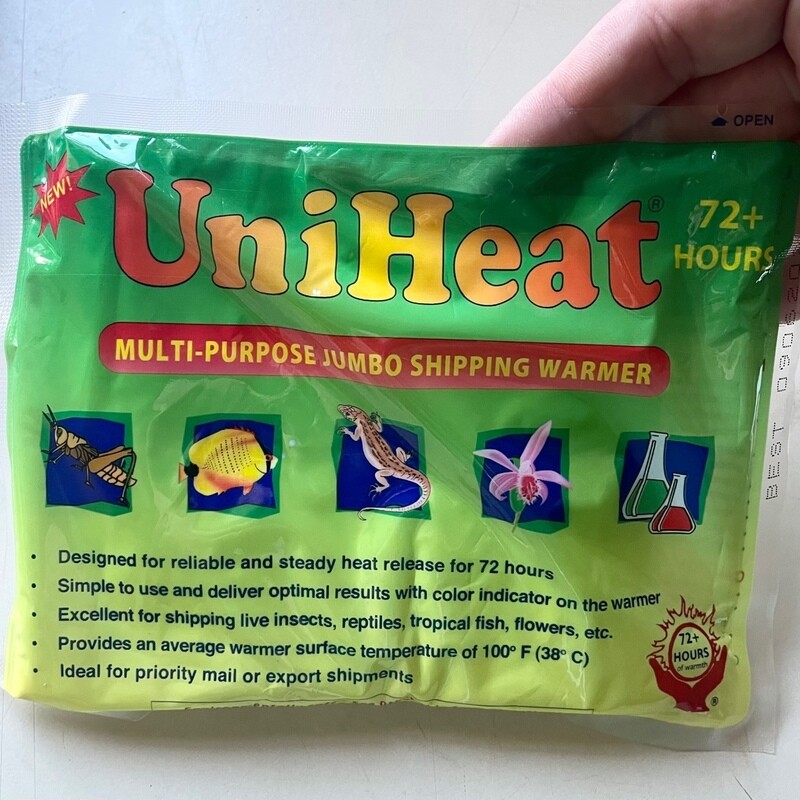 OPEN
NEW!
UniHeat®
72+
HOURS
MULTI-PURPOSE JUMBO SHIPPING WARMER
• Designed for reliable and steady heat release for 72 hours
• Simple to use and deliver optimal results with color indicator on the warmer
• Excellent for shipping live insects, reptiles, tropical fish, flowers, etc.
• Provides an average warmer surface temperature of 100° F (38° C)
• Ideal for priority mail or export shipments
72+
HOURS
of warmth
®
BEST